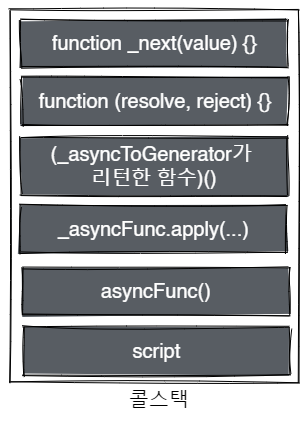 function _next(value) {}
function (resolve, reject) {}
(_asyncToGenerator가
리턴한 함수)()
_asyncFunc.apply(...)
asyncFunc()
script
콜스택